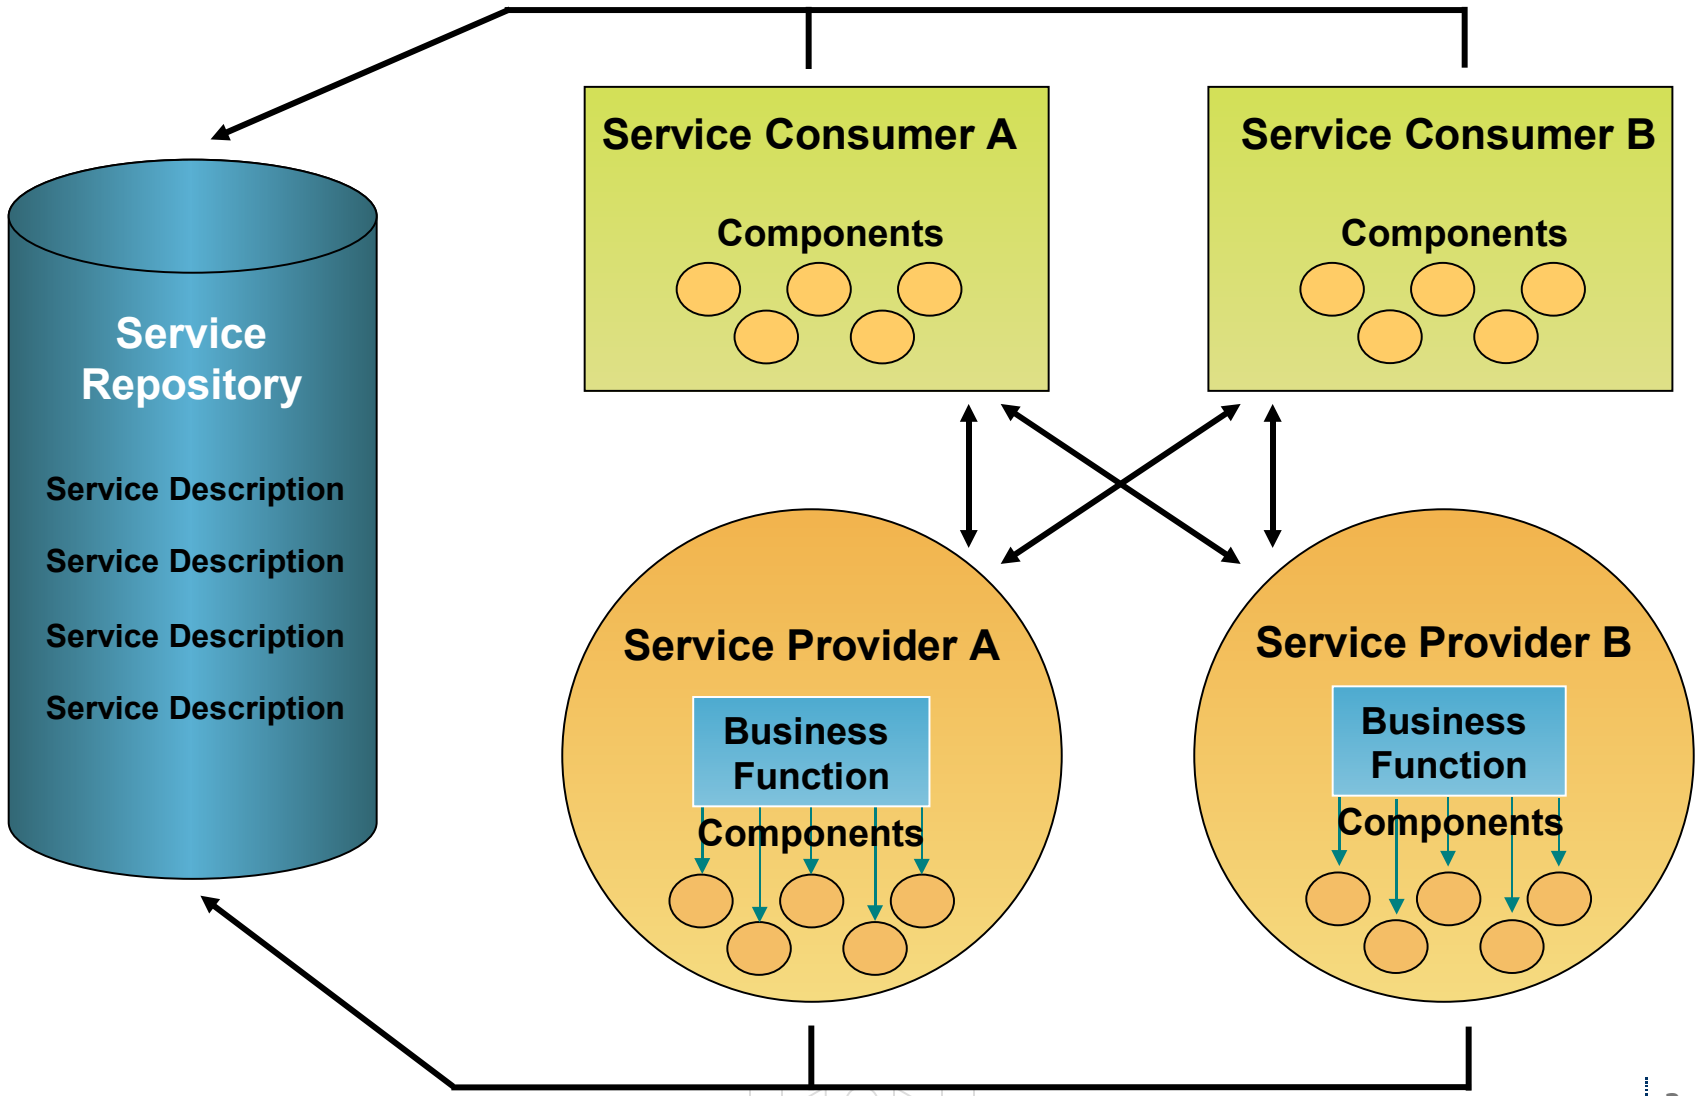 Service Consumer A
Components
Service Consumer B
Components
Service
Repository
Service Description
Service Description
Service Description
Service Description
Service Provider A
Business
Function
Components
Service Provider B
Business
Function
Components